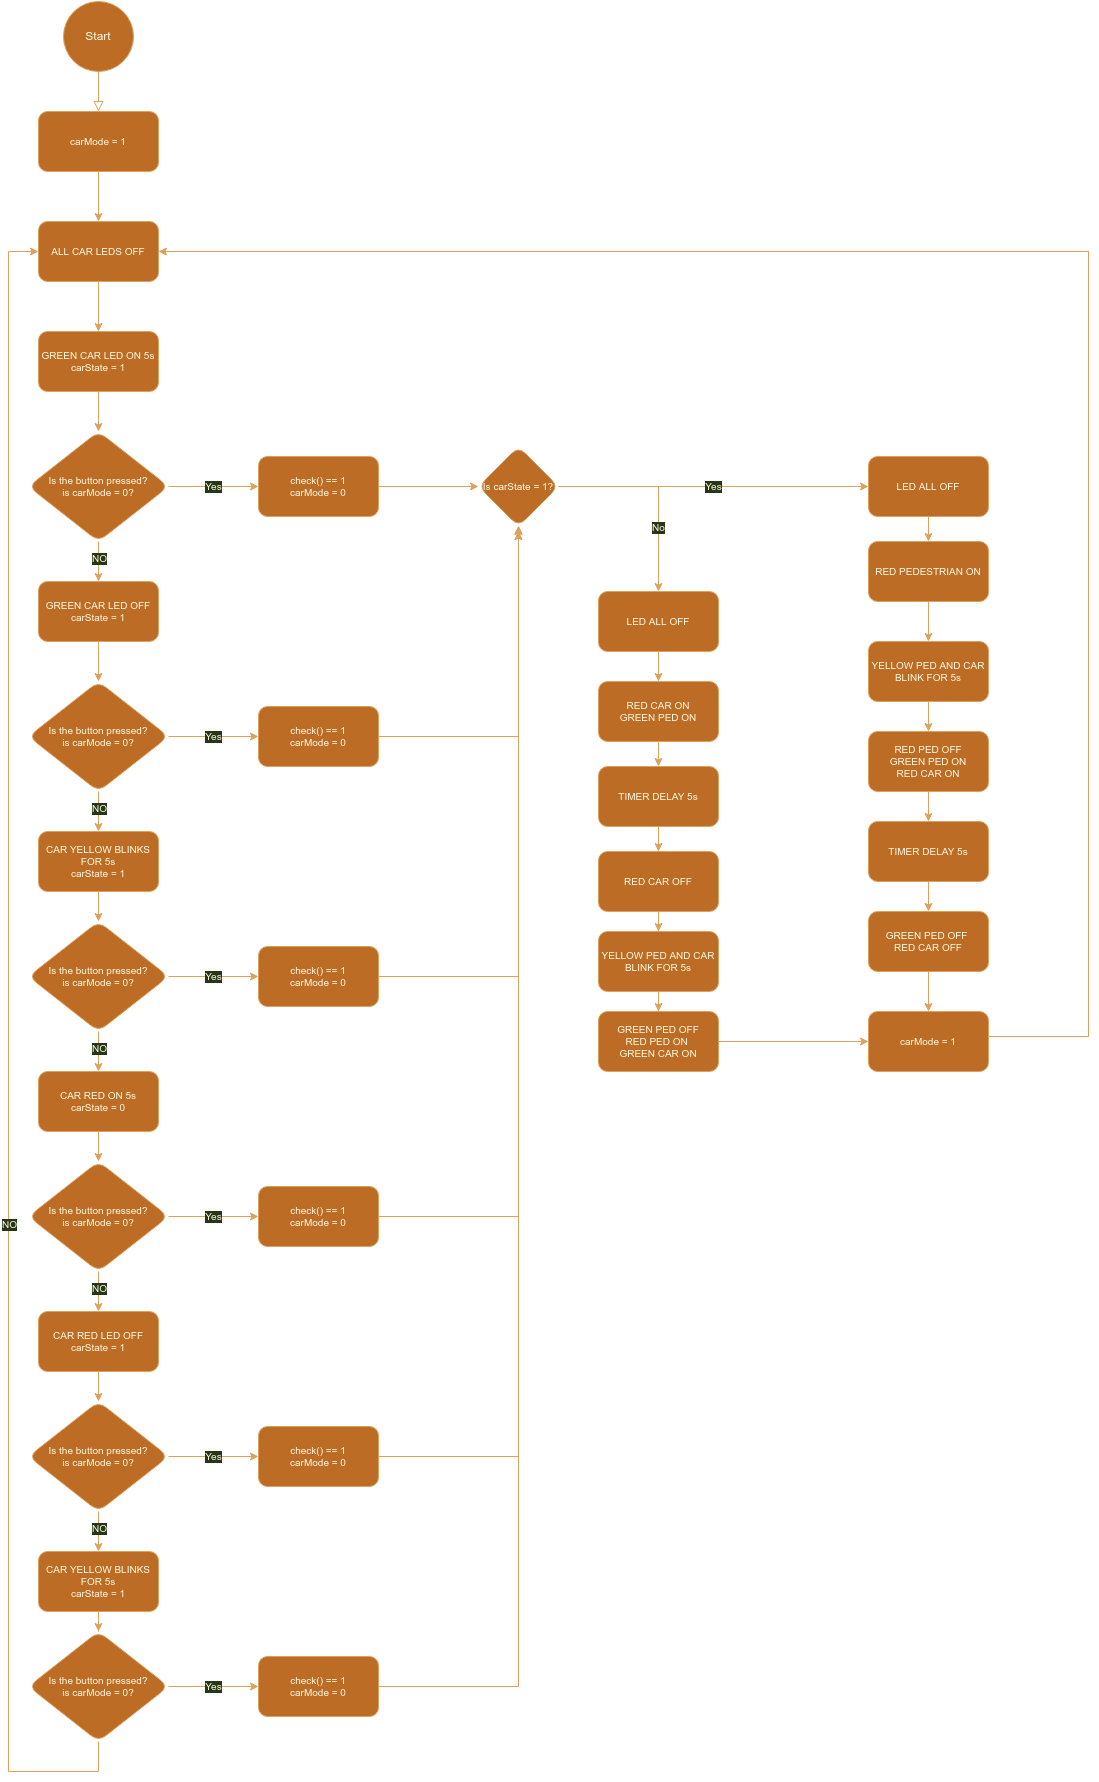 Start
carMode = 1
ALL CAR LEDS OFF
GREEN CAR LED ON 5s
carState = 1
Is the button pressed?
is carMode = 0?
Yes
check() == 1
carMode = 0
Is carState = 1?
Yes
LED ALL OFF
No
RED PEDESTRIAN ON
NO
GREEN CAR LED OFF
carState = 1
LED ALL OFF
YELLOW PED AND CAR
BLINK FOR 5s
RED CAR ON
GREEN PED ON
Is the button pressed?
is carMode = 0?
Yes
check() == 1
carMode = 0
RED PED OFF
GREEN PED ON
RED CAR ON
TIMER DELAY 5s
NO
CAR YELLOW BLINKS
FOR 5s
carState = 1
TIMER DELAY 5s
RED CAR OFF
GREEN PED OFF
RED CAR OFF
Is the button pressed?
is carMode = 0?
Yes
check() == 1
carMode = 0
YELLOW PED AND CAR
BLINK FOR 5s
GREEN PED OFF
RED PED ON
GREEN CAR ON
carMode = 1
NO
CAR RED ON 5s
carState = 0
Is the button pressed?
is carMode = 0?
Yes
check() == 1
carMode = 0
NO
NO
CAR RED LED OFF
carState = 1
Is the button pressed?
is carMode = 0?
Yes
check() == 1
carMode = 0
NO
CAR YELLOW BLINKS
FOR 5s
carState = 1
Is the button pressed?
is carMode = 0?
Yes
check() == 1
carMode = 0